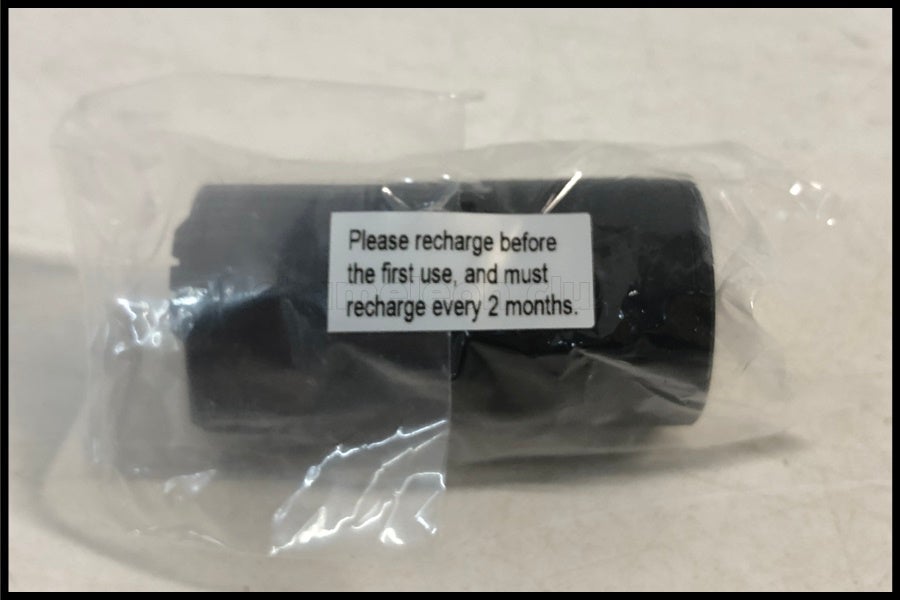 Please recharge before
the first use, and must
recharge every 2 months.